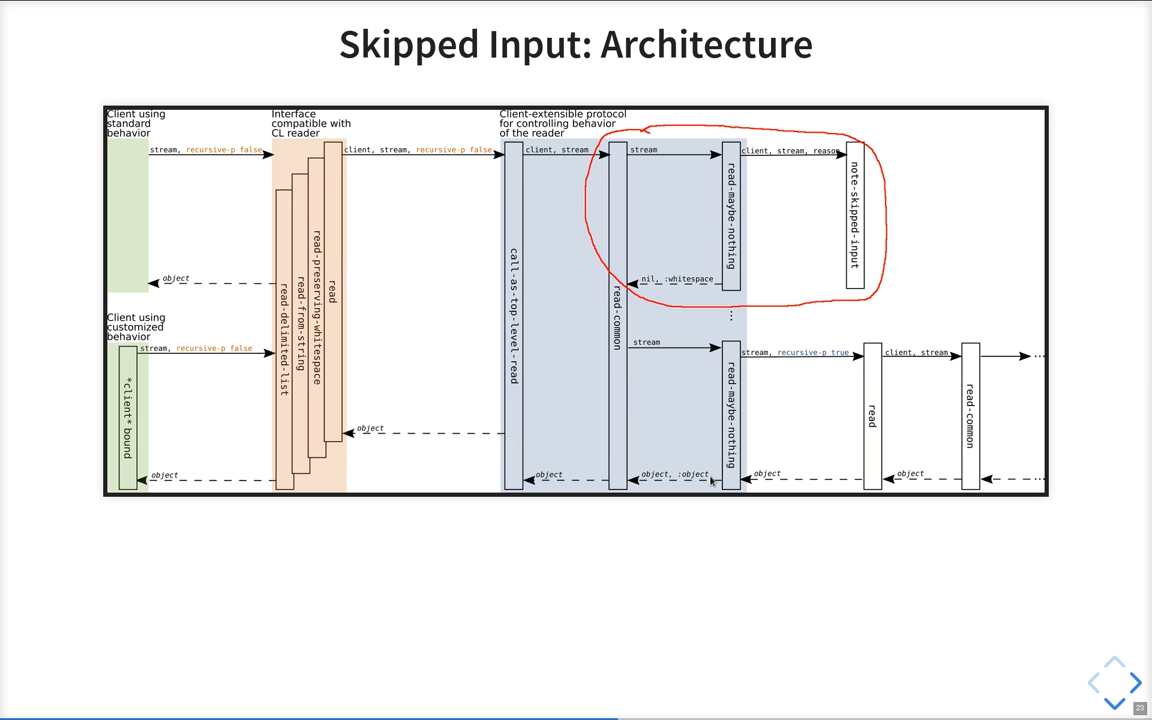 Skipped Input: Architecture
Client using
standard
behavior
Interface
compatible with
CL reader
Client-extensible protocol
for controlling behavior
of the reader
stream, recursive-p false
client, stream, recursive-p false
client, stream
stream
client, stream, reason
read-delimited-list
read-from-string
read-preserving-whitespace
read
call-as-top-level-read
read-common
read-maybe-nothing
note-skipped-input
object
nil, :whitespace
Client using
customized
behavior
stream, recursive-p false
*client* bound
⋮
stream
stream, recursive-p true
client, stream
...
read-maybe-nothing
read
read-common
object
object
object
object, :object
object
object
...
23